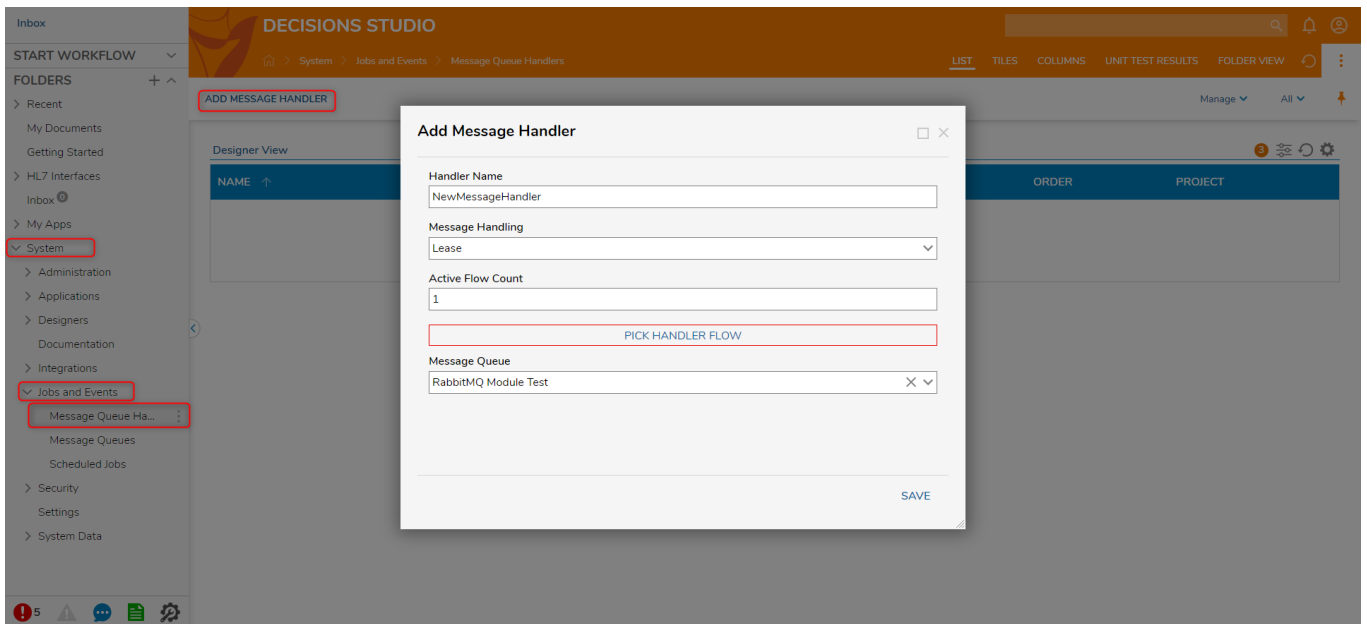 Inbox
DECISIONS STUDIO
START WORKFLOW
System > Jobs and Events > Message Queue Handlers
LIST TILES COLUMNS UNIT TEST RESULTS FOLDER VIEW
FOLDERS
Recent
ADD MESSAGE HANDLER
Manage All
My Documents
Getting Started
HL7 Interfaces
Inbox 0
My Apps
System
Administration
Applications
Designers
Documentation
Integrations
Jobs and Events
Message Queue Ha...
Message Queues
Scheduled Jobs
Security
Settings
System Data
5
Designer View
3
NAME ORDER PROJECT
Add Message Handler
Handler Name
NewMessageHandler
Message Handling
Lease
Active Flow Count
1
PICK HANDLER FLOW
Message Queue
RabbitMQ Module Test
SAVE